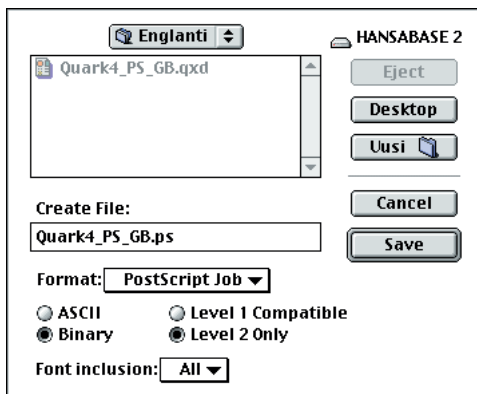 Englanti
HANSABASE 2
Quark4_PS_GB.qxd
Eject
Desktop
Uusi
Create File:
Quark4_PS_GB.ps
Cancel
Save
Format: PostScript Job
ASCII Level 1 Compatible
Binary Level 2 Only
Font inclusion: All